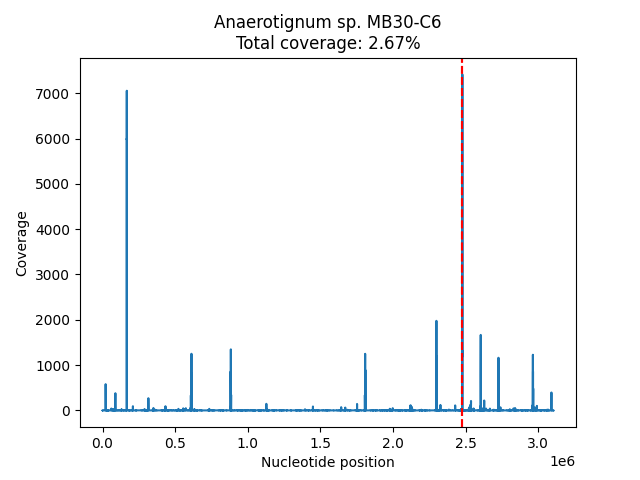 Anaerotignum sp. MB30-C6
Total coverage: 2.67%
7000
6000
5000
4000
3000
2000
1000
0
Coverage
0.0 0.5 1.0 1.5 2.0 2.5 3.0
1e6
Nucleotide position